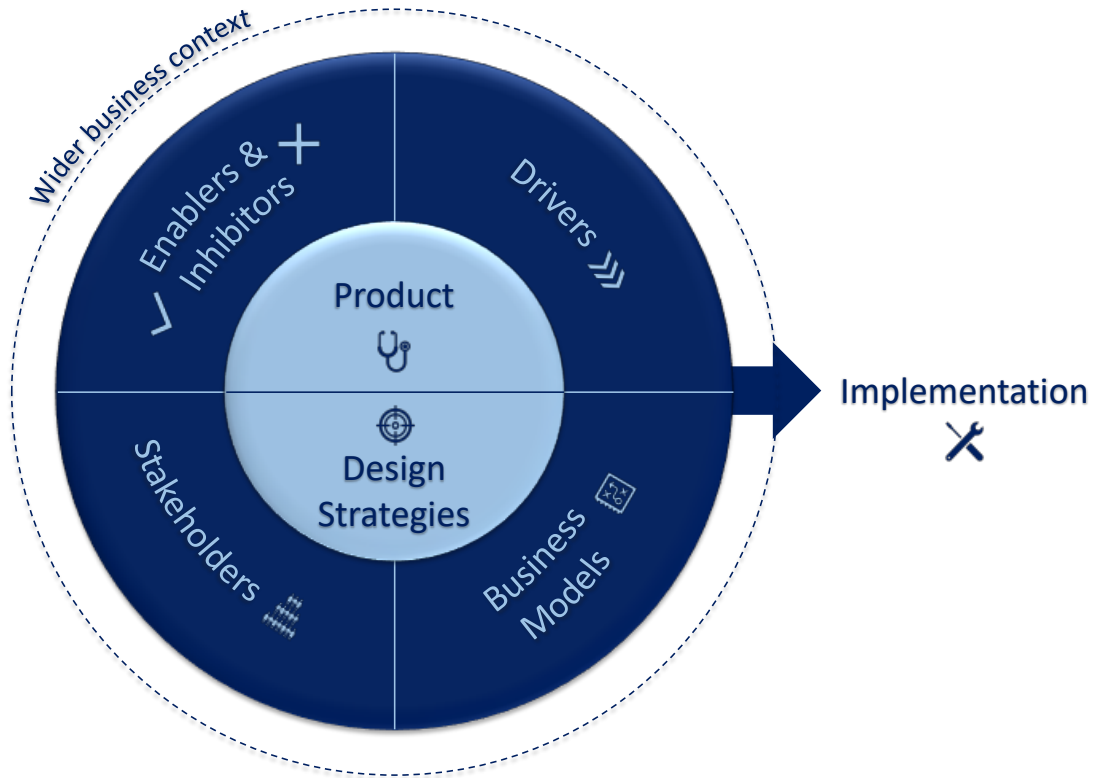 Wider business context
Enablers &
Inhibitors
Drivers
Product
Design
Strategies
Stakeholders
Business
Models
Implementation